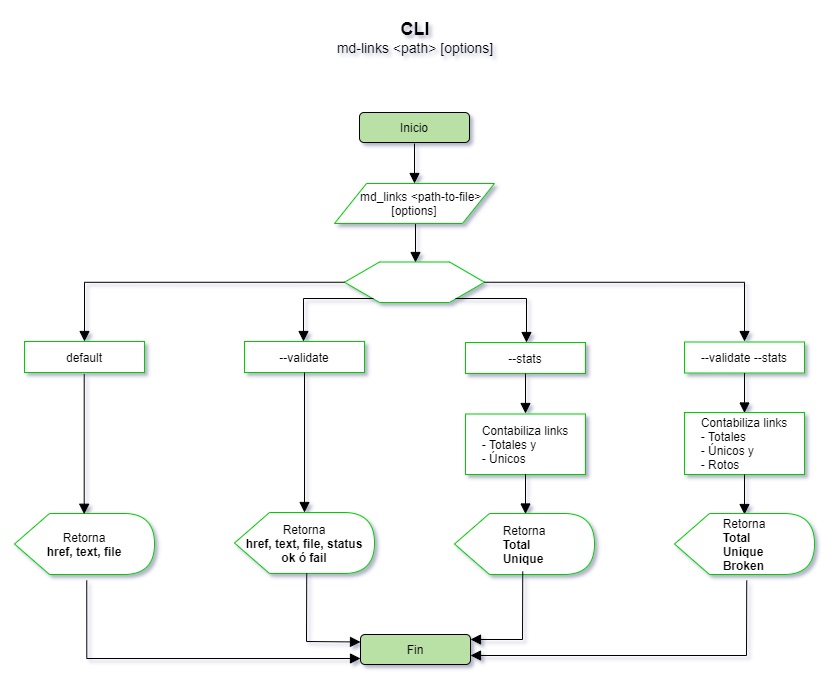 CLI
md-links <path> [options]
Inicio
md_links <path-to-file>
[options]
default
--validate
--stats
--validate --stats
Contabiliza links
- Totales y
- Únicos
Contabiliza links
- Totales
- Únicos y
- Rotos
Retorna
href, text, file
Retorna
href, text, file, status
ok ó fail
Retorna
Total
Unique
Retorna
Total
Unique
Broken
Fin